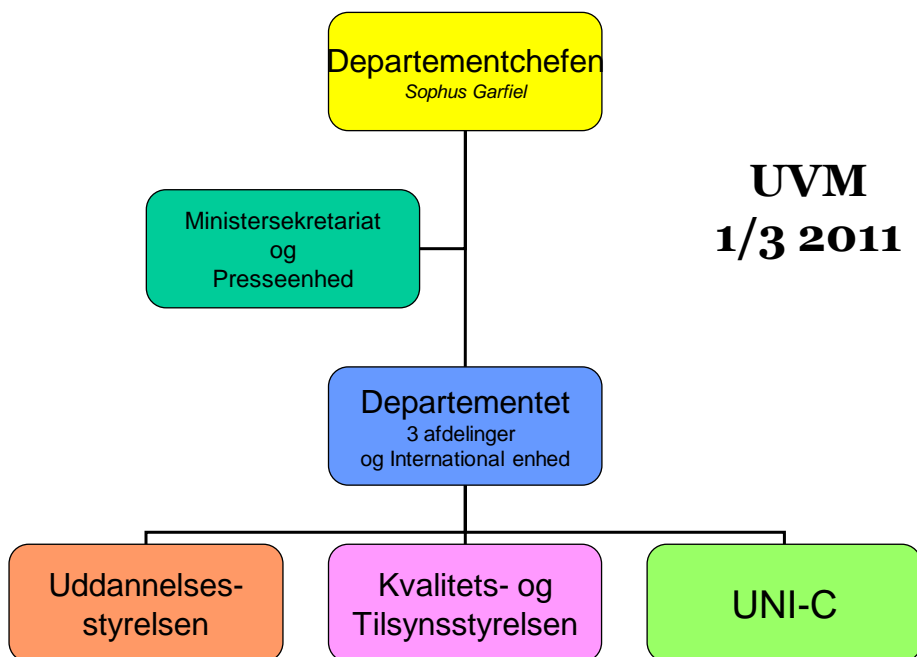 Departementchefen
Sophus Garfiel
UVM
1/3 2011
Ministersekretariat
og
Presseenhed
Departementet
3 afdelinger
og International enhed
Uddannelses-
styrelsen
Kvalitets- og
Tilsynsstyrelsen
UNI-C